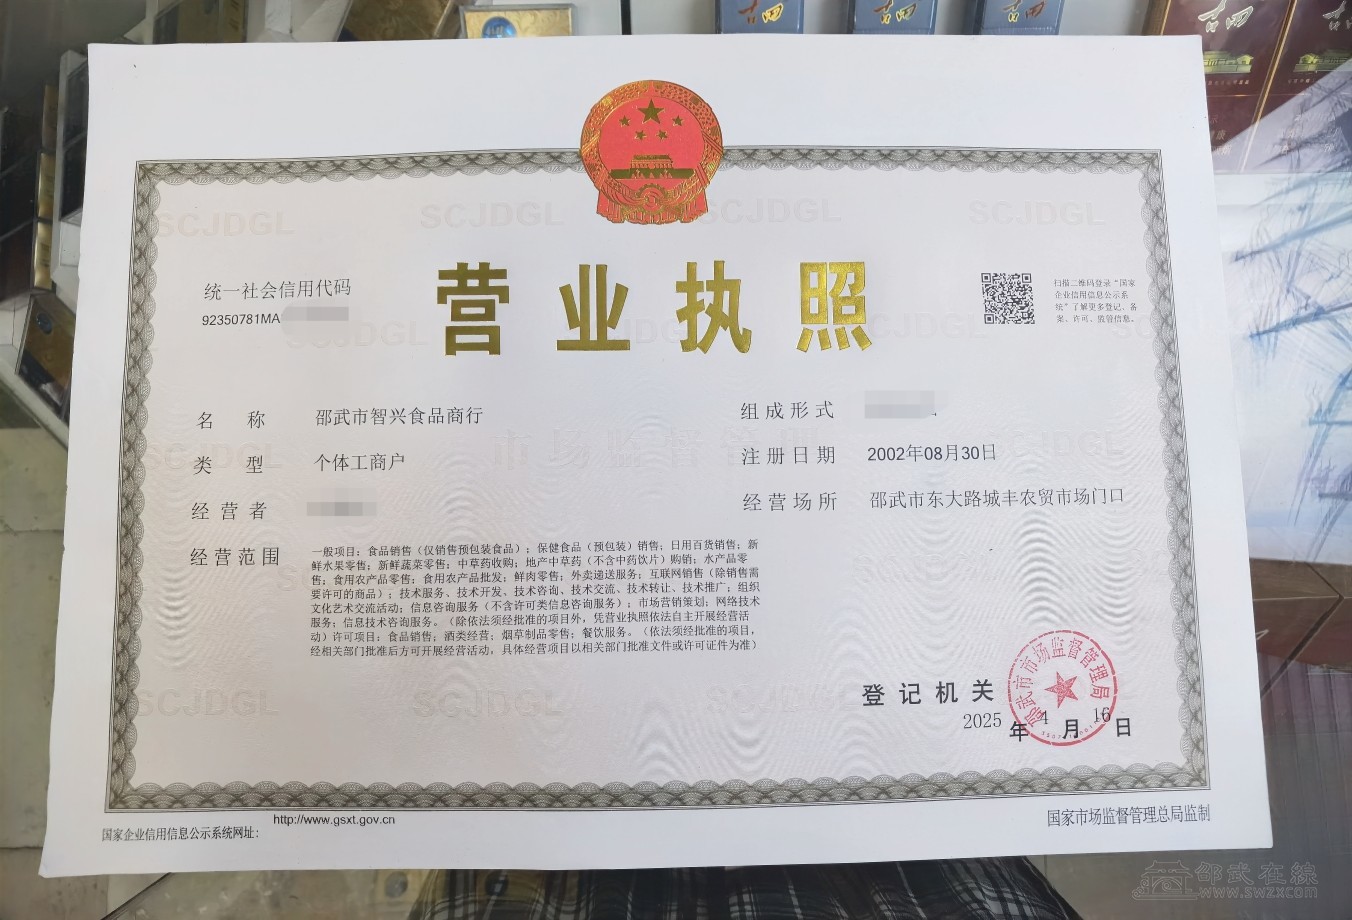 营业执照
统一社会信用代码
92350781MA
扫描二维码登录“国家
企业信用信息公示系
统”了解更多登记、备
案、许可、监管信息。
名称 邵武市智兴食品商行
类型 个体工商户
经营者
经营范围 一般项目：食品销售（仅销售预包装食品）；保健食品（预包装）销售；日用百货销售；新
鲜水果零售；新鲜蔬菜零售；中草药收购；地产中草药（不含中药饮片）购销；水产品零
售；食用农产品零售；食用农产品批发；鲜肉零售；外卖递送服务；互联网销售（除销售需
要许可的商品）；技术服务、技术开发、技术咨询、技术交流、技术转让、技术推广；组织
文化艺术交流活动；信息咨询服务（不含许可类信息咨询服务）；市场营销策划；网络技术
服务；信息技术咨询服务。（除依法须经批准的项目外，凭营业执照依法自主开展经营活
动）许可项目：食品销售；酒类经营；烟草制品零售；餐饮服务。（依法须经批准的项目，
经相关部门批准后方可开展经营活动，具体经营项目以相关部门批准文件或许可证件为准）
组成形式
注册日期 2002年08月30日
经营场所 邵武市东大路城丰农贸市场门口
登记机关
邵武市市场监督管理局
2025年4月16日
国家企业信用信息公示系统网址：
http://www.gsxt.gov.cn
国家市场监督管理总局监制
SCJDGL
市场监督管理
邵武在線
www.swzx.com